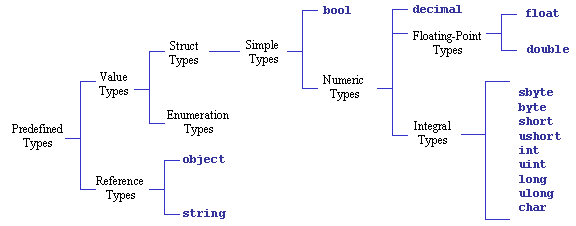 Predefined
Types
Value
Types
Reference
Types
Struct
Types
Enumeration
Types
object
string
Simple
Types
bool
Numeric
Types
decimal
Floating-Point
Types
Integral
Types
float
double
sbyte
byte
short
ushort
int
uint
long
ulong
char